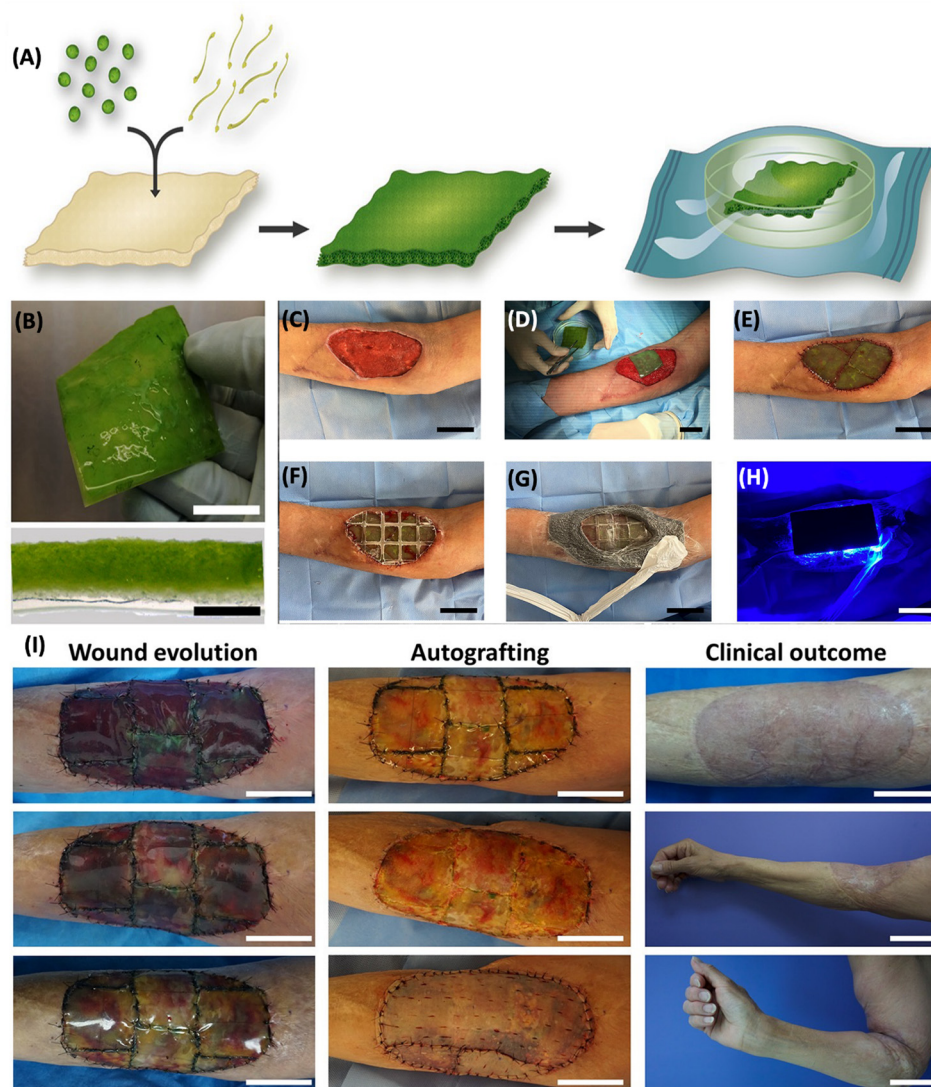 (A)
(B)
(C)
(D)
(E)
(F)
(G)
(H)
(I)
Wound evolution
Autografting
Clinical outcome